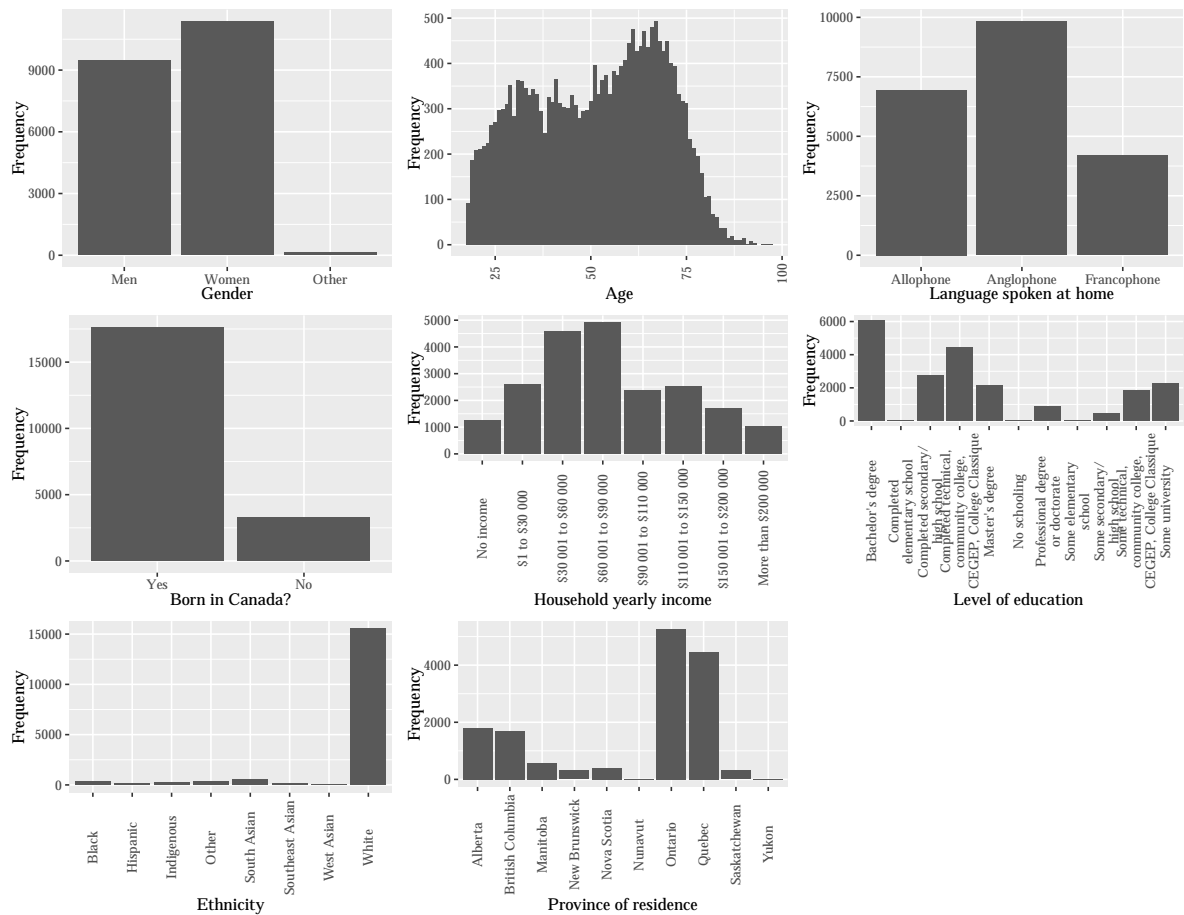 Frequency
9000
6000
3000
0
Men
Women
Other
Gender
Frequency
500
400
300
200
100
0
25
50
75
100
Age
Frequency
10000
7500
5000
2500
0
Allophone
Anglophone
Francophone
Language spoken at home
Frequency
15000
10000
5000
0
Yes
No
Born in Canada?
Frequency
5000
4000
3000
2000
1000
0
No income
$1 to $30 000
$30 001 to $60 000
$60 001 to $90 000
$90 001 to $110 000
$110 001 to $150 000
$150 001 to $200 000
More than $200 000
Household yearly income
Frequency
6000
4000
2000
0
Bachelor's degree
Completed
elementary school
Completed secondary/
high school
Completed technical,
community college,
CEGEP, College Classique
Master's degree
No schooling
Professional degree
or doctorate
Some elementary
school
Some secondary/
high school
Some technical,
community college,
CEGEP, College Classique
Some university
Level of education
Frequency
15000
10000
5000
0
Black
Hispanic
Indigenous
Other
South Asian
Southeast Asian
West Asian
White
Ethnicity
Frequency
4000
2000
0
Alberta
British Columbia
Manitoba
New Brunswick
Nova Scotia
Nunavut
Ontario
Quebec
Saskatchewan
Yukon
Province of residence